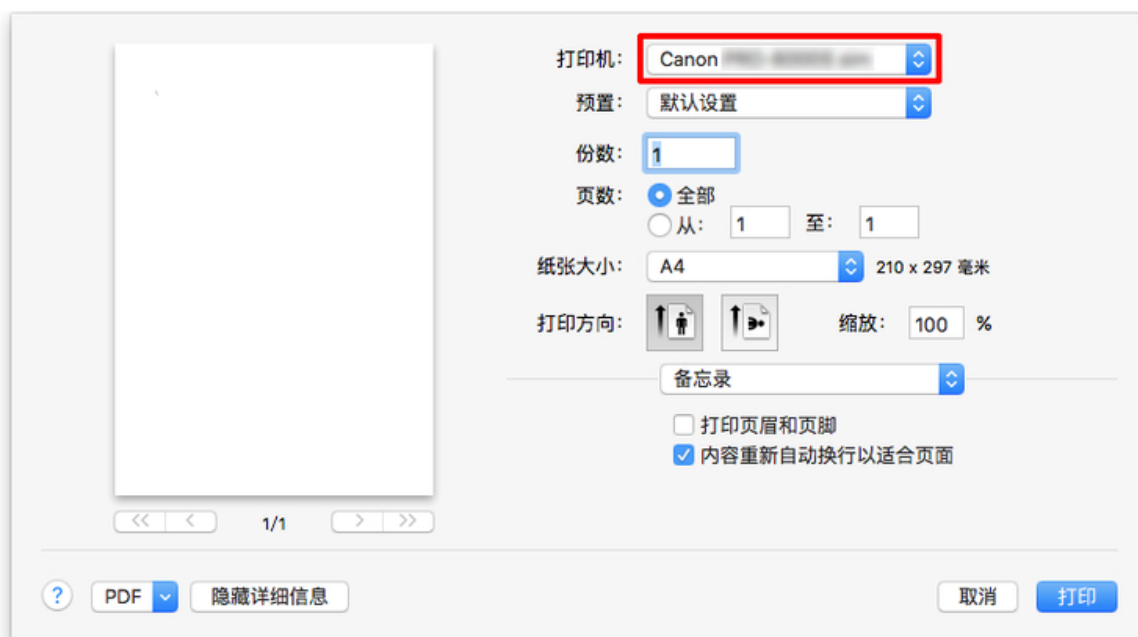 打印机： Canon
预置： 默认设置
份数： 1
页数： 全部
从： 1 至： 1
纸张大小： A4 210 x 297 毫米
打印方向： 缩放： 100 %
备忘录
打印页眉和页脚
内容重新自动换行以适合页面
<< < 1/1 > >>
? PDF 隐藏详细信息 取消 打印